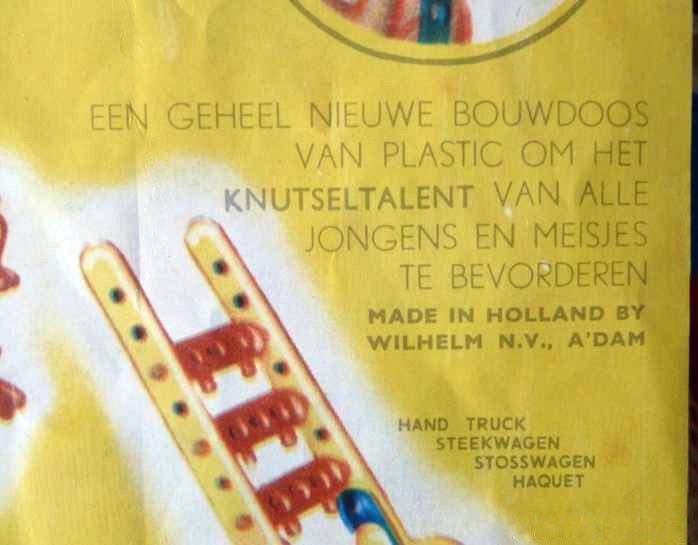 EEN GEHEEL NIEUWE BOUWDOOS
VAN PLASTIC OM HET
KNUTSELTALENT VAN ALLE
JONGENS EN MEISJES
TE BEVORDEREN
MADE IN HOLLAND BY
WILHELM N.V., A'DAM
HAND TRUCK
STEEKWAGEN
STOSSWAGEN
HAQUET